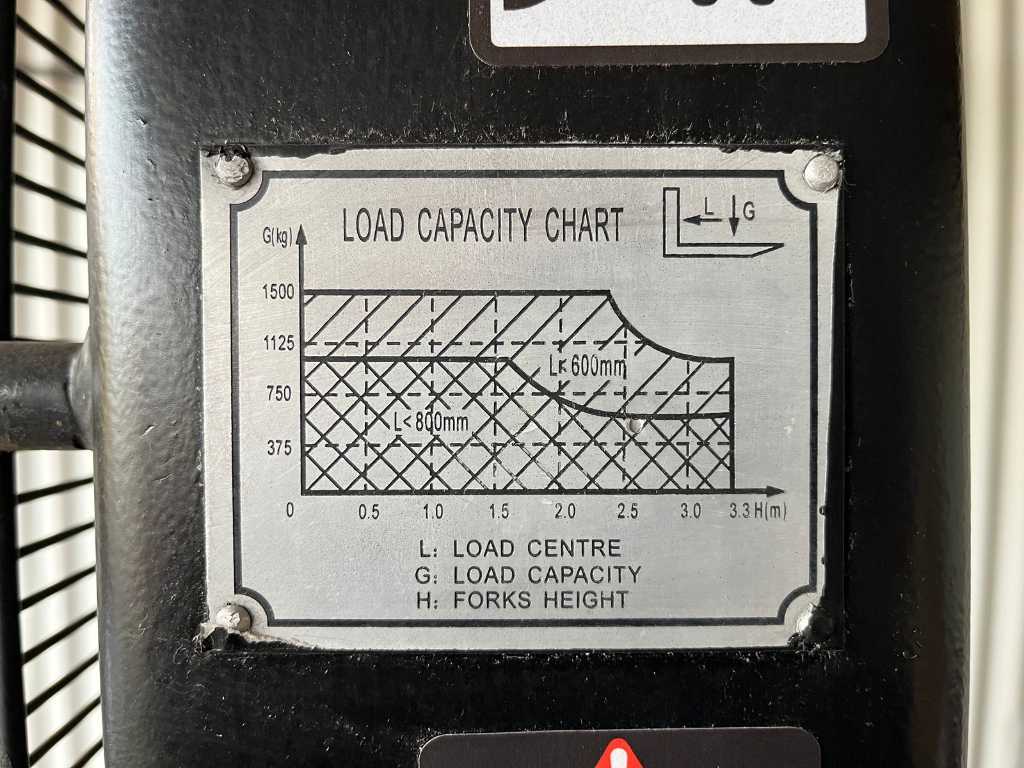 LOAD CAPACITY CHART
L G
G(kg)
1500
1125
L< 600mm
750
L< 800mm
375
0 0.5 1.0 1.5 2.0 2.5 3.0 3.3 H(m)
L: LOAD CENTRE
G: LOAD CAPACITY
H: FORKS HEIGHT